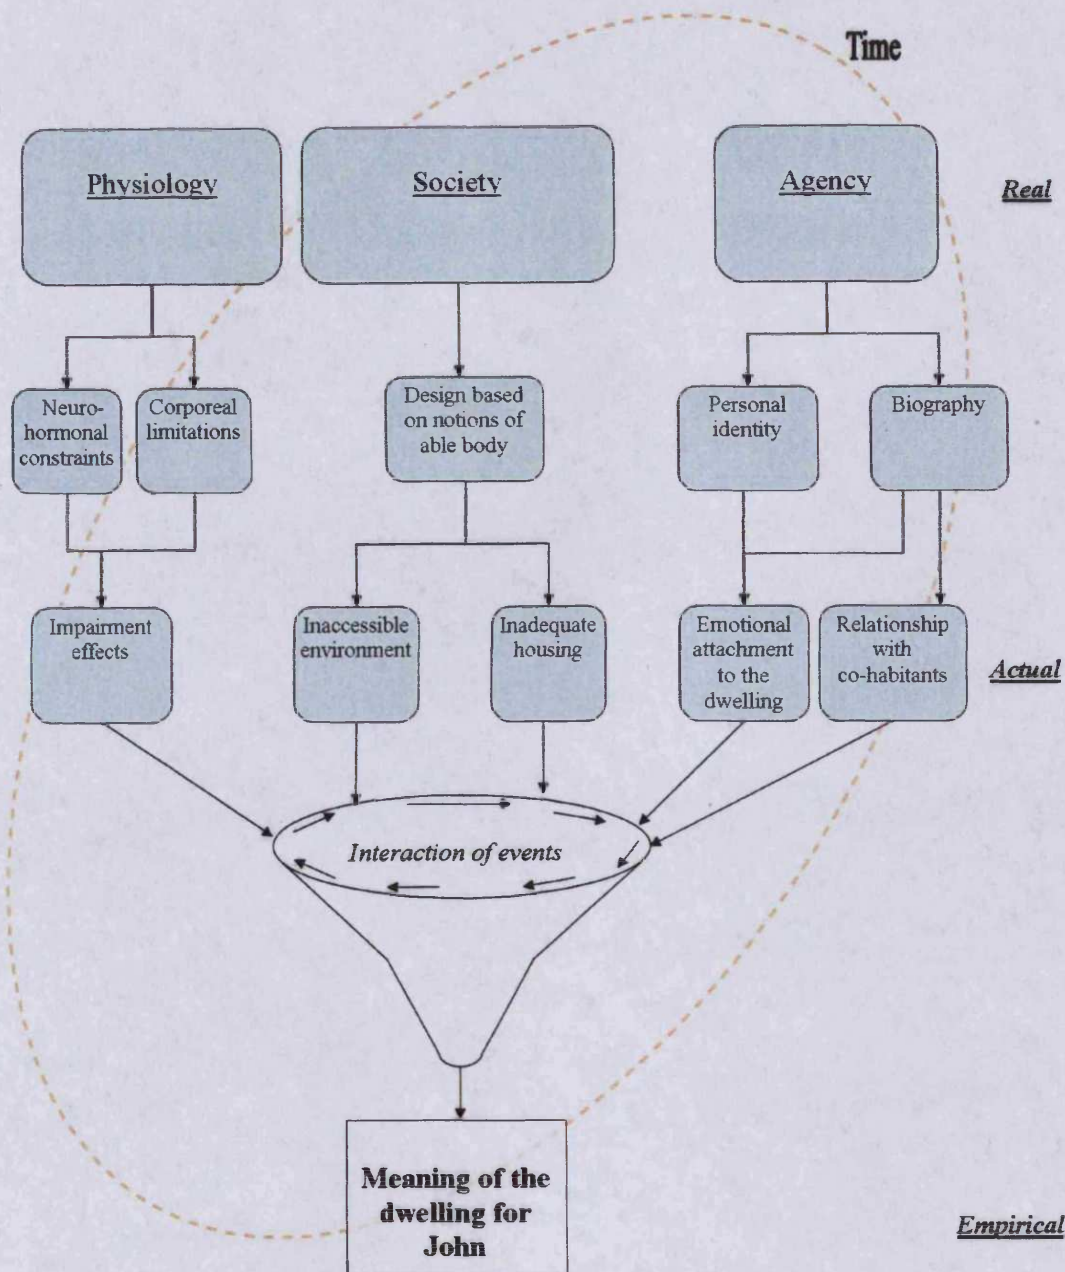 Time
Physiology
Society
Agency
Real
Neuro-
hormonal
constraints
Corporeal
limitations
Design based
on notions of
able body
Personal
identity
Biography
Impairment
effects
Inaccessible
environment
Inadequate
housing
Emotional
attachment
to the
dwelling
Relationship
with
co-habitants
Actual
Interaction of events
Meaning of the
dwelling for
John
Empirical